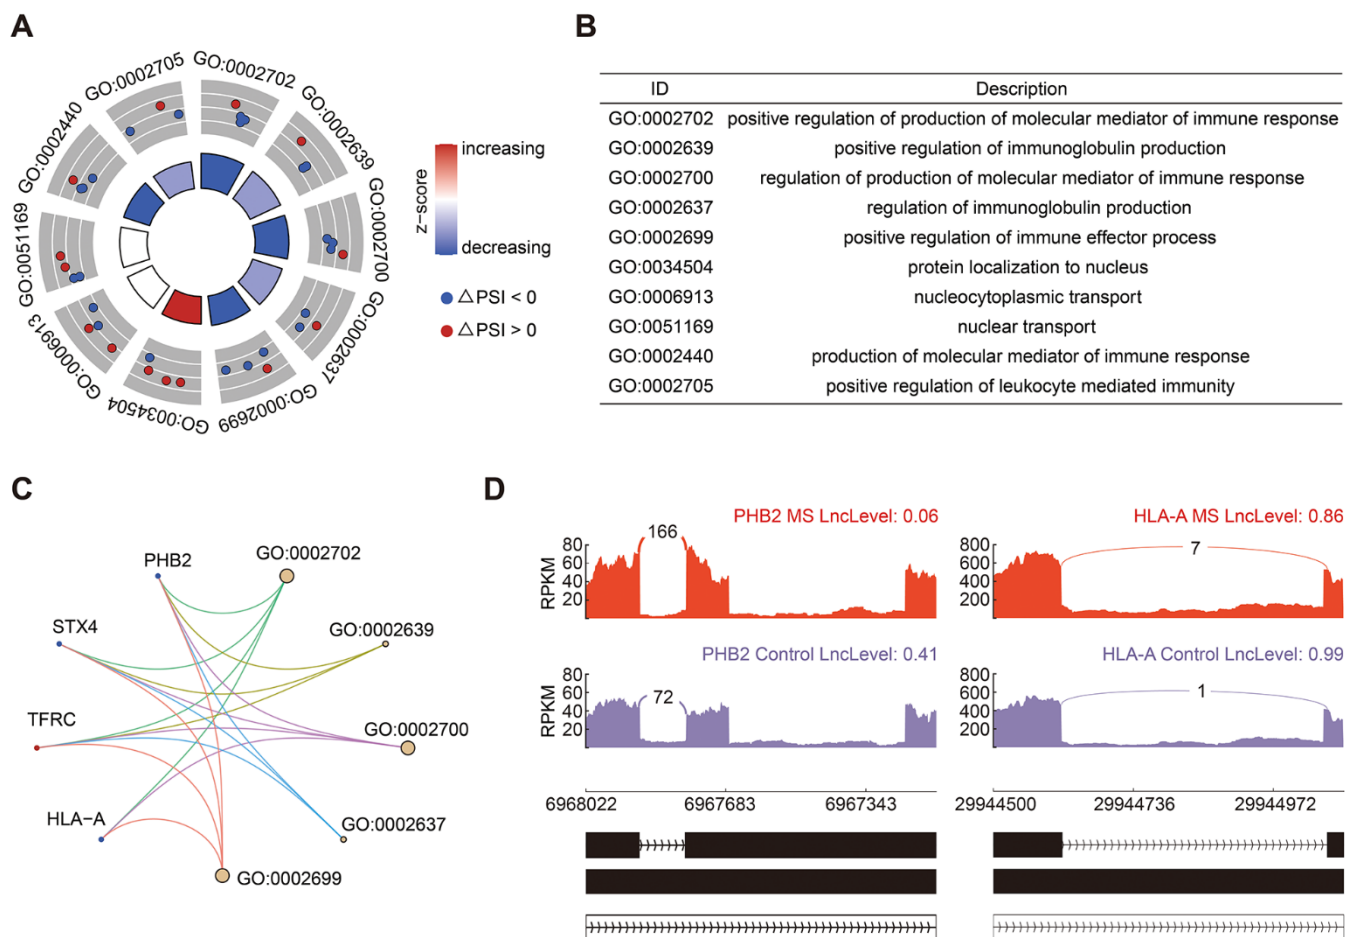 A
GO:0002705
GO:0002702
GO:0002440
GO:0002639
GO:0051169
GO:0002700
GO:0006913
GO:0002637
GO:0034504
GO:0002699
increasing
z-score
decreasing
△PSI < 0
△PSI > 0
B
ID Description
GO:0002702 positive regulation of production of molecular mediator of immune response
GO:0002639 positive regulation of immunoglobulin production
GO:0002700 regulation of production of molecular mediator of immune response
GO:0002637 regulation of immunoglobulin production
GO:0002699 positive regulation of immune effector process
GO:0034504 protein localization to nucleus
GO:0006913 nucleocytoplasmic transport
GO:0051169 nuclear transport
GO:0002440 production of molecular mediator of immune response
GO:0002705 positive regulation of leukocyte mediated immunity
C
PHB2
GO:0002702
STX4
GO:0002639
TFRC
GO:0002700
HLA-A
GO:0002637
GO:0002699
D
PHB2 MS LncLevel: 0.06
166
80
60
40
20
RPKM
HLA-A MS LncLevel: 0.86
7
800
600
400
200
PHB2 Control LncLevel: 0.41
72
80
60
40
20
RPKM
HLA-A Control LncLevel: 0.99
1
800
600
400
200
6968022 6967683 6967343
29944500 29944736 29944972